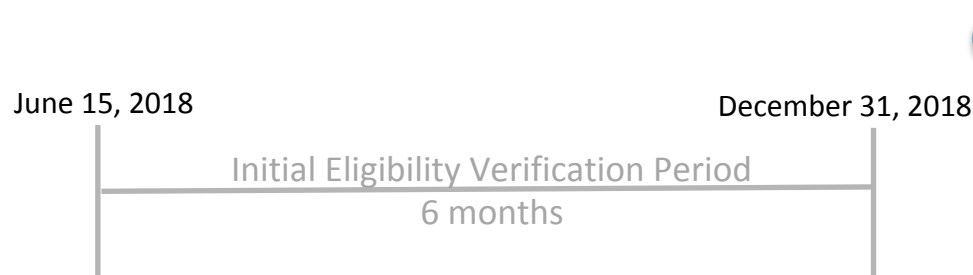 June 15, 2018
December 31, 2018
Initial Eligibility Verification Period
6 months